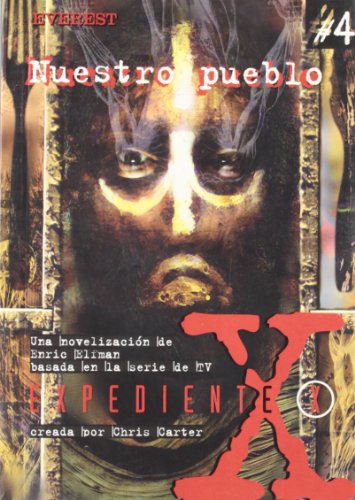 EVEREST
#4
Nuestro pueblo
Una novelización de
Enric Elfman
basada en la serie de TV
EXPEDIENTE X
creada por Chris Carter
X